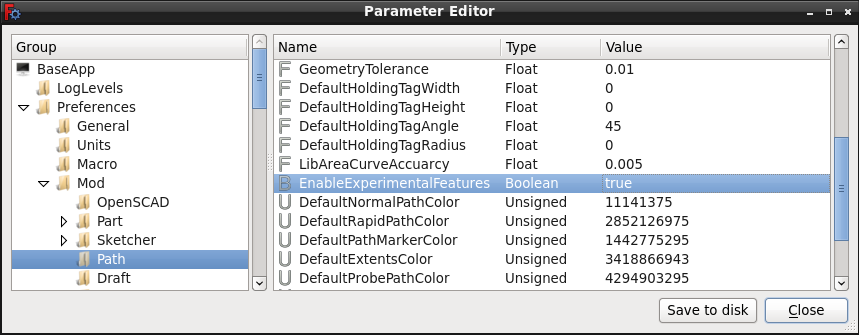 Parameter Editor
Group
BaseApp
LogLevels
Preferences
General
Units
Macro
Mod
OpenSCAD
Part
Sketcher
Path
Draft
Name Type Value
F GeometryTolerance Float 0.01
F DefaultHoldingTagWidth Float 0
F DefaultHoldingTagHeight Float 0
F DefaultHoldingTagAngle Float 45
F DefaultHoldingTagRadius Float 0
F LibAreaCurveAccuarcy Float 0.005
B EnableExperimentalFeatures Boolean true
U DefaultNormalPathColor Unsigned 11141375
U DefaultRapidPathColor Unsigned 2852126975
U DefaultPathMarkerColor Unsigned 1442775295
U DefaultExtentsColor Unsigned 3418866943
U DefaultProbePathColor Unsigned 4294903295
Save to disk Close